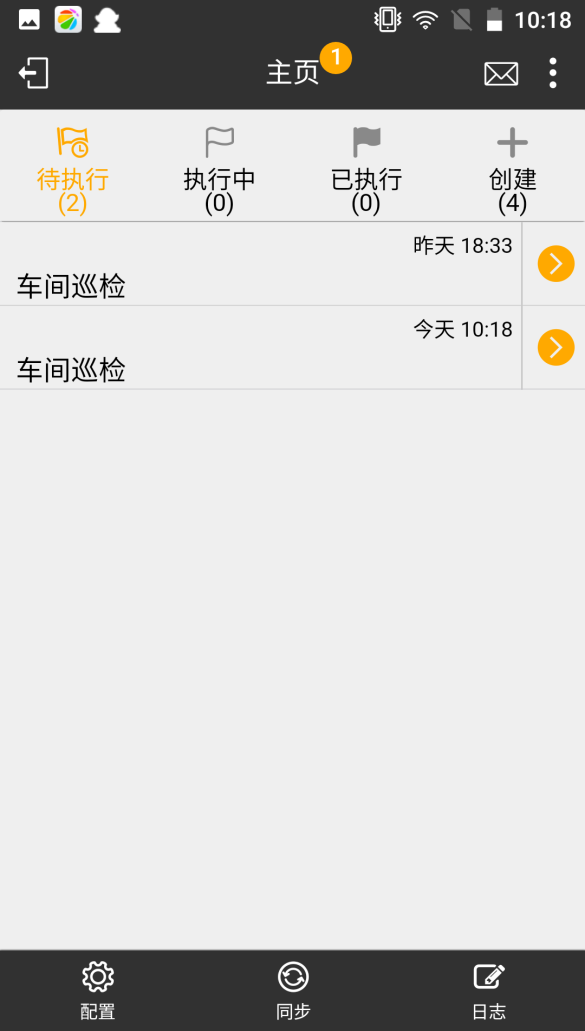 10:18
主页 1
待执行 执行中 已执行 创建
(2) (0) (0) (4)
昨天 18:33
车间巡检
今天 10:18
车间巡检
配置 同步 日志